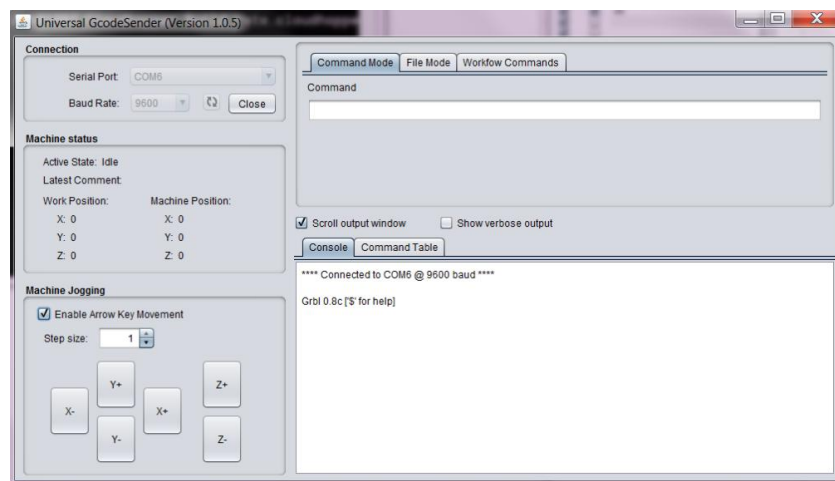 Universal GcodeSender (Version 1.0.5)
Connection
Serial Port: COM6
Baud Rate: 9600 Close
Machine status
Active State: Idle
Latest Comment:
Work Position: Machine Position:
X: 0 X: 0
Y: 0 Y: 0
Z: 0 Z: 0
Machine Jogging
Enable Arrow Key Movement
Step size: 1
Y+ Z+
X- X+
Y- Z-
Command Mode File Mode Workfow Commands
Command
Scroll output window Show verbose output
Console Command Table
**** Connected to COM6 @ 9600 baud ****
Grbl 0.8c ['$' for help]